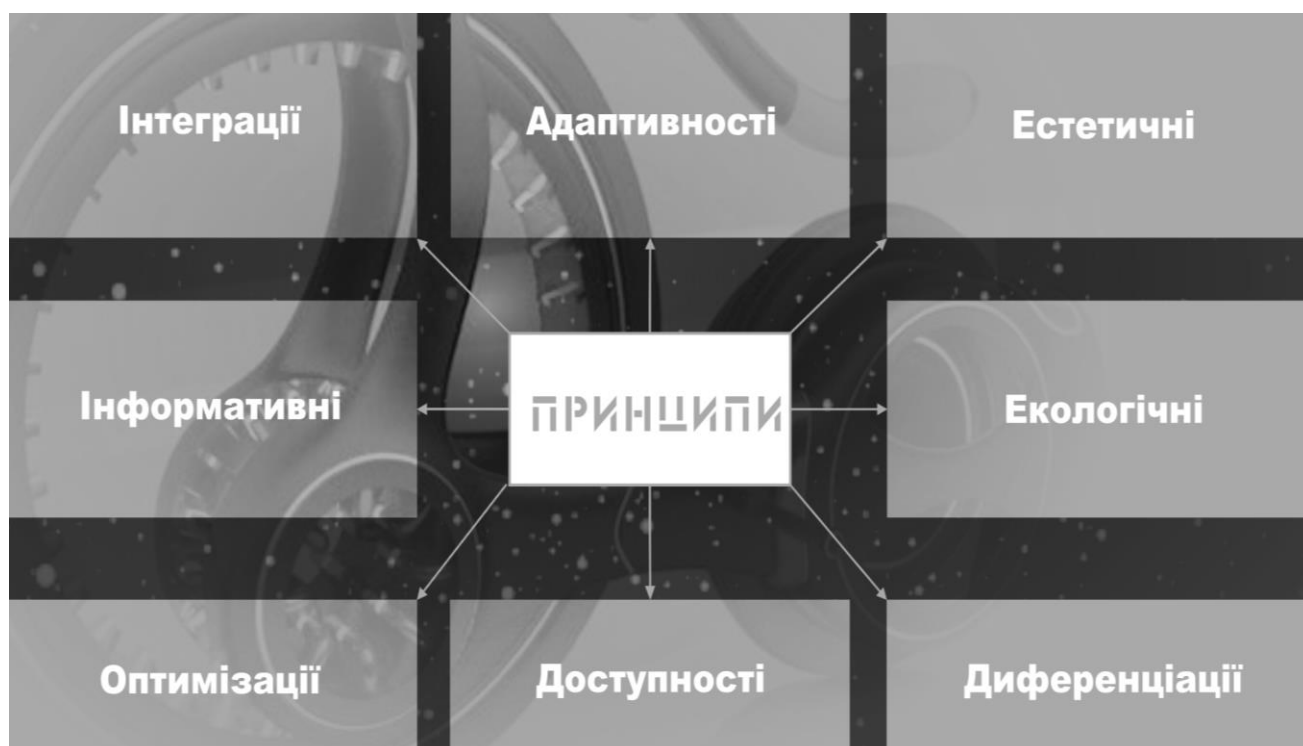 Інтеграції
Адаптивності
Естетичні
Інформативні
ПРИНЦИПИ
Екологічні
Оптимізації
Доступності
Диференціації